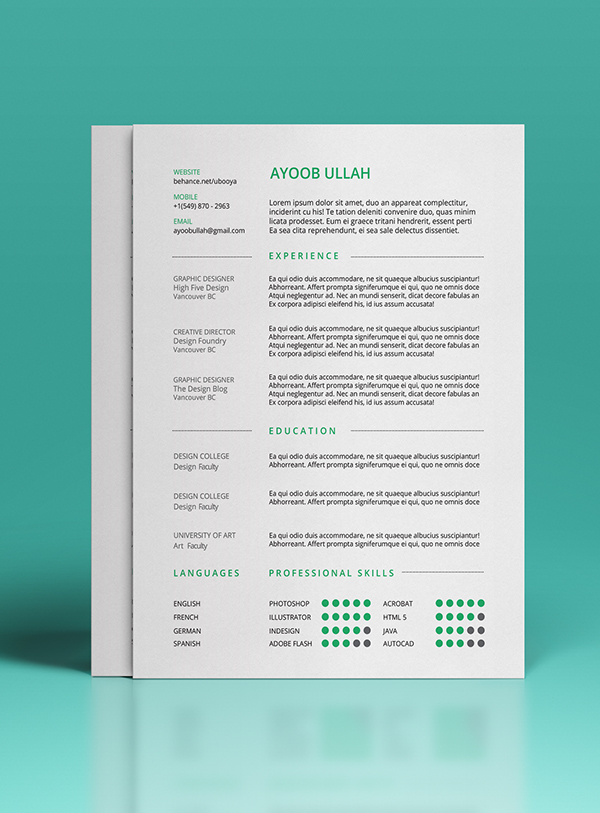 WEBSITE
behance.net/ubooya
MOBILE
+1(549) 870 - 2963
EMAIL
ayoobullah@gmail.com
AYOOB ULLAH
Lorem ipsum dolor sit amet, duo an appareat complectitur,
inciderint cu his! Te tation deleniti convenire duo, quas minim
licata prodesset. Eum ei graece tritani hendrerit, essent perti
Ea sea clita reprehendunt, ei sea sale delectus dissentiet.
EXPERIENCE
GRAPHIC DESIGNER
High Five Design
Vancouver BC
Ea qui odio duis accommodare, ne sit quaeque albucius suscipiantur!
Abhorreant. Affert prompta signiferumque ei qui, quo ne omnis doce
Atqui neglegentur ad. Nec an mundi senserit, dicat decore fabulas an
Ex corpora adipisci eleifend his, id ius assum accusata!
CREATIVE DIRECTOR
Design Foundry
Vancouver BC
Ea qui odio duis accommodare, ne sit quaeque albucius suscipiantur!
Abhorreant. Affert prompta signiferumque ei qui, quo ne omnis doce
Atqui neglegentur ad. Nec an mundi senserit, dicat decore fabulas an
Ex corpora adipisci eleifend his, id ius assum accusata!
GRAPHIC DESIGNER
The Design Blog
Vancouver BC
Ea qui odio duis accommodare, ne sit quaeque albucius suscipiantur!
Abhorreant. Affert prompta signiferumque ei qui, quo ne omnis doce
Atqui neglegentur ad. Nec an mundi senserit, dicat decore fabulas an
Ex corpora adipisci eleifend his, id ius assum accusata!
EDUCATION
DESIGN COLLEGE
Design Faculty
Ea qui odio duis accommodare, ne sit quaeque albucius suscipiantur!
Abhorreant. Affert prompta signiferumque ei qui, quo ne omnis doce
DESIGN COLLEGE
Design Faculty
Ea qui odio duis accommodare, ne sit quaeque albucius suscipiantur!
Abhorreant. Affert prompta signiferumque ei qui, quo ne omnis doce
UNIVERSITY OF ART
Art Faculty
Ea qui odio duis accommodare, ne sit quaeque albucius suscipiantur!
Abhorreant. Affert prompta signiferumque ei qui, quo ne omnis doce
LANGUAGES
ENGLISH
FRENCH
GERMAN
SPANISH
PROFESSIONAL SKILLS
PHOTOSHOP
ILLUSTRATOR
INDESIGN
ADOBE FLASH
ACROBAT
HTML 5
JAVA
AUTOCAD